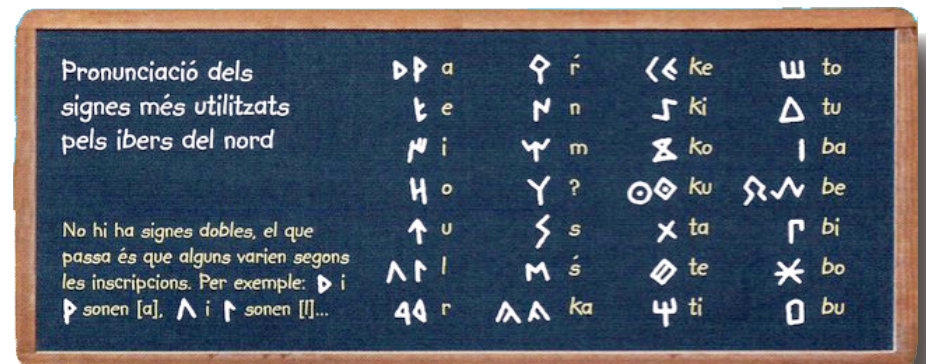 Pronunciació dels
signes més utilitzats
pels ibers del nord
No hi ha signes dobles, el que
passa és que alguns varien segons
les inscripcions. Per exemple: i
sonen [a], i sonen [l]...
a ŕ ke to
e n ki tu
i m ko ba
o ? ku be
u s ta bi
l ś te bo
r ka ti bu